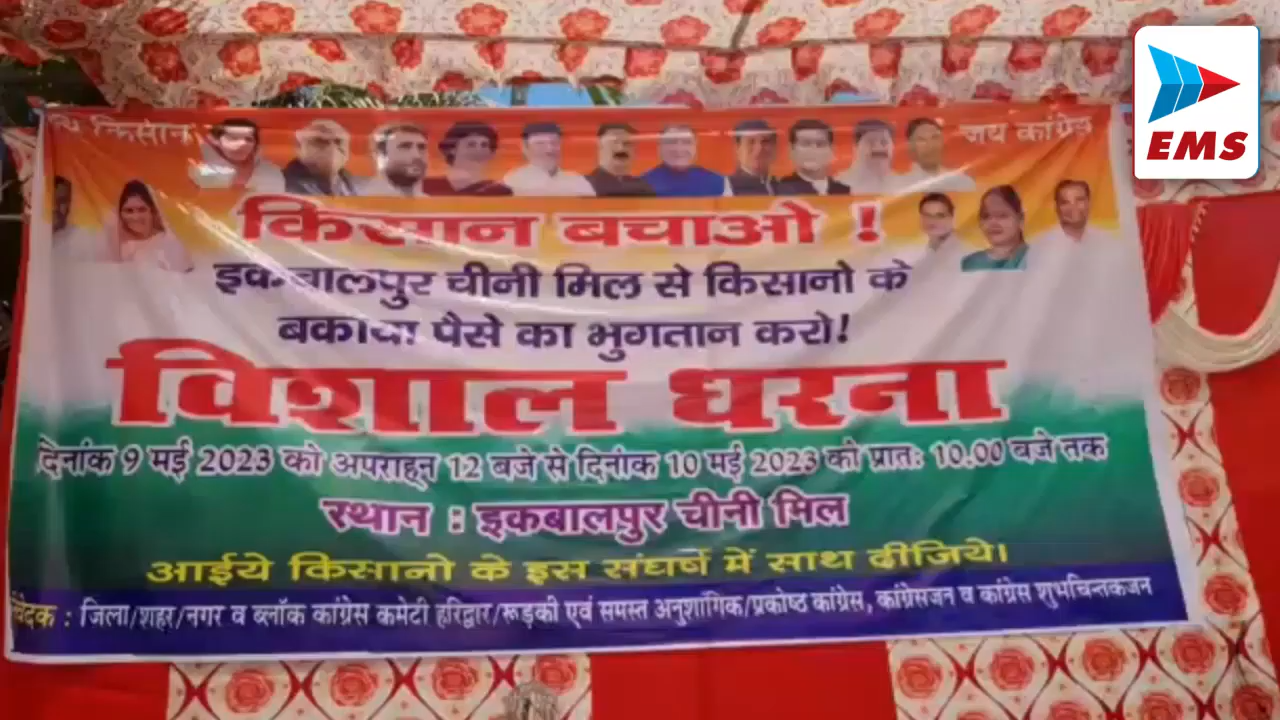 EMS
किसान
जय कांग्रेस
किसान बचाओ !
इकबालपुर चीनी मिल से किसानो के
बकाया पैसे का भुगतान करो!
विशाल धरना
दिनांक 9 मई 2023 को अपराह्न 12 बजे से दिनांक 10 मई 2023 को प्रातः 10.00 बजे तक
स्थान : इकबालपुर चीनी मिल
आईये किसानो के इस संघर्ष में साथ दीजिये।
: जिला/शहर/नगर व ब्लॉक कांग्रेस कमेटी हरिद्वार/रूड़की एवं समस्त अनुशांगिक/प्रकोष्ठ कांग्रेस, कांग्रेसजन व कांग्रेस शुभचिन्तकजन